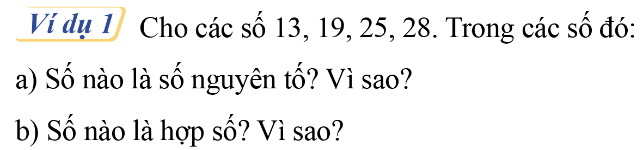 Ví dụ 1 Cho các số 13, 19, 25, 28. Trong các số đó:
a) Số nào là số nguyên tố? Vì sao?
b) Số nào là hợp số? Vì sao?